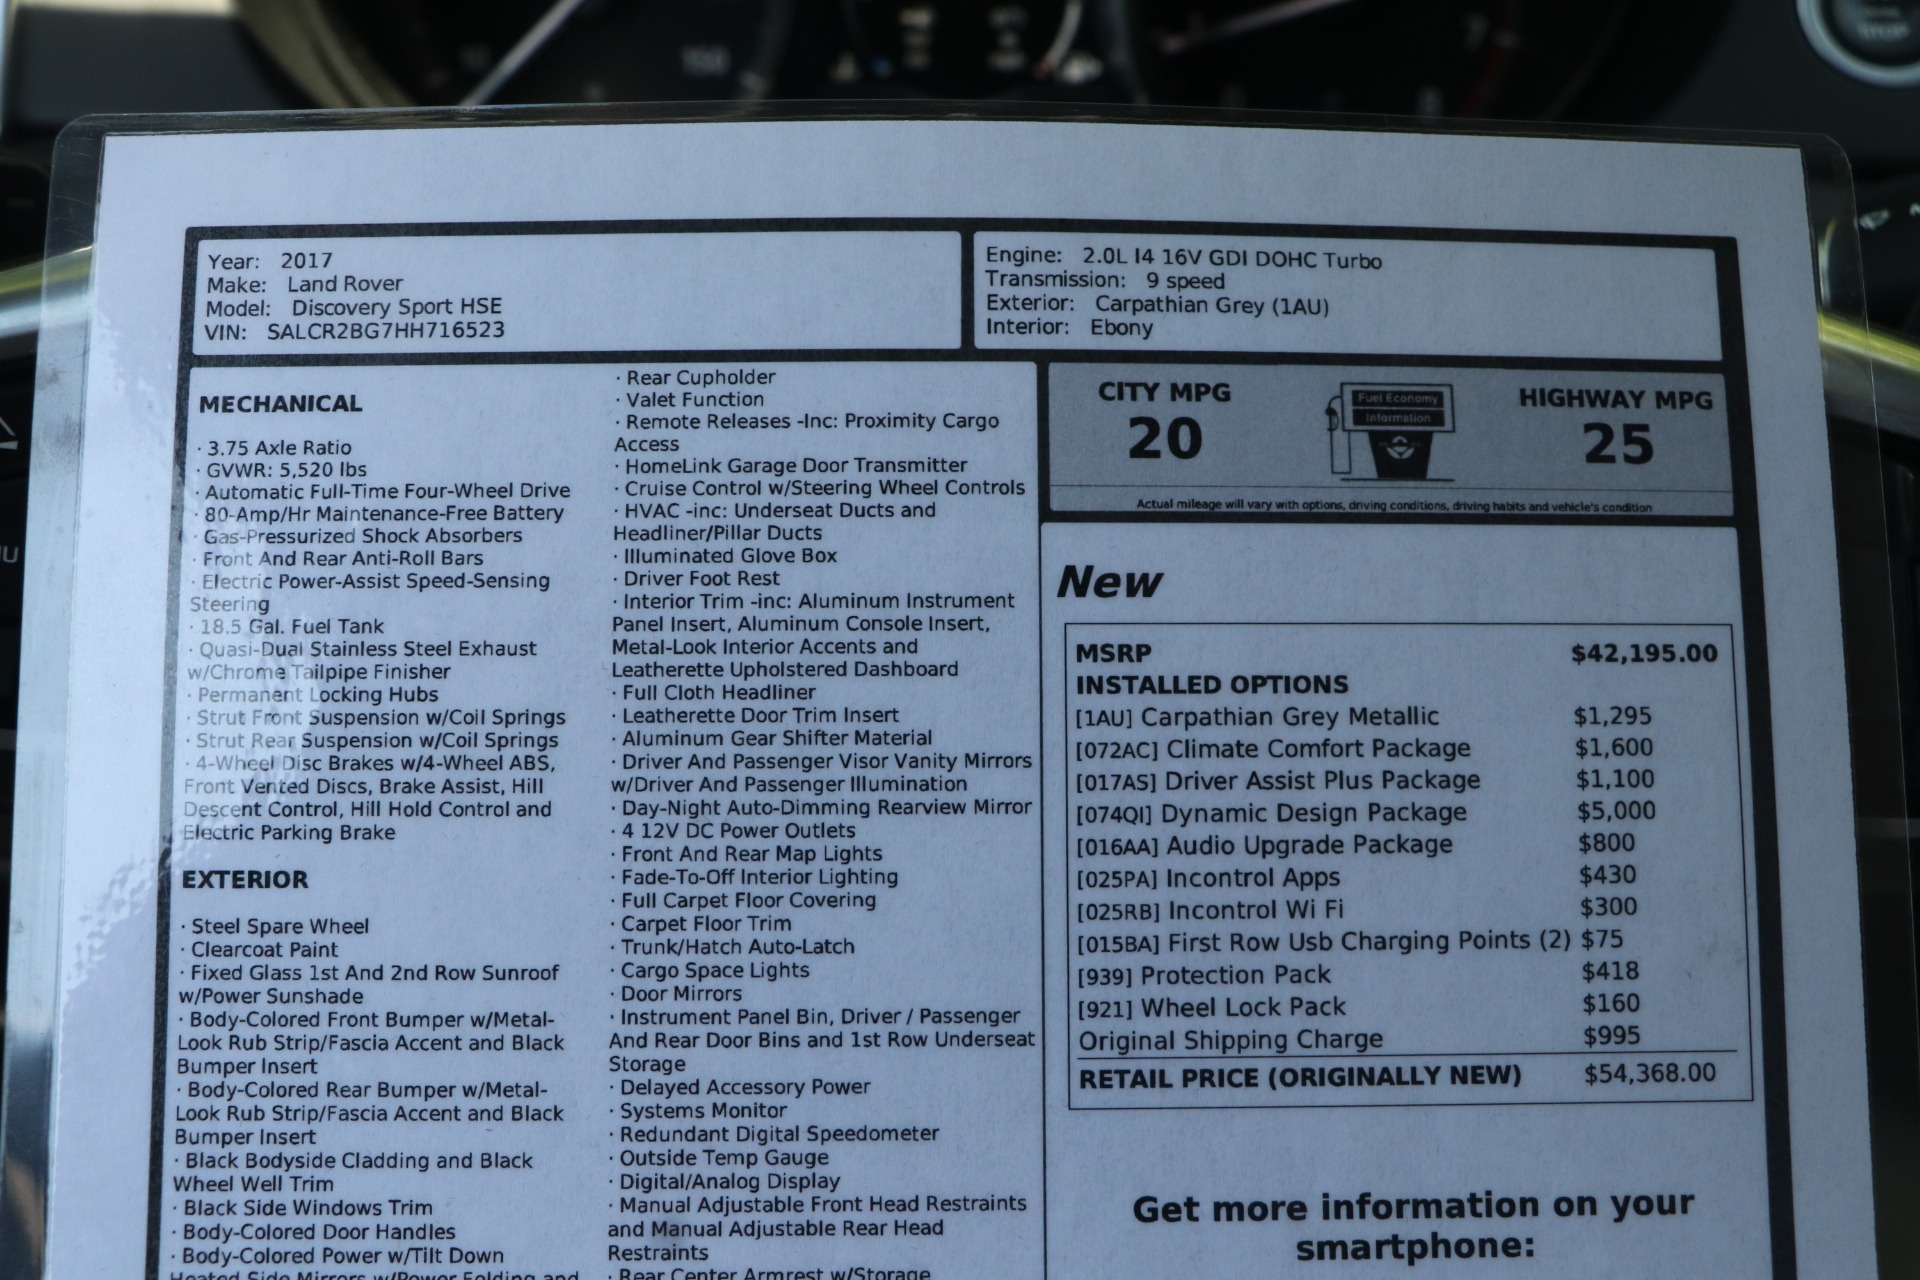 Year: 2017
Make: Land Rover
Model: Discovery Sport HSE
VIN: SALCR2BG7HH716523
Engine: 2.0L I4 16V GDI DOHC Turbo
Transmission: 9 speed
Exterior: Carpathian Grey (1AU)
Interior: Ebony
MECHANICAL
· 3.75 Axle Ratio
· GVWR: 5,520 lbs
· Automatic Full-Time Four-Wheel Drive
· 80-Amp/Hr Maintenance-Free Battery
· Gas-Pressurized Shock Absorbers
· Front And Rear Anti-Roll Bars
· Electric Power-Assist Speed-Sensing
Steering
· 18.5 Gal. Fuel Tank
· Quasi-Dual Stainless Steel Exhaust
w/Chrome Tailpipe Finisher
· Permanent Locking Hubs
· Strut Front Suspension w/Coil Springs
· Strut Rear Suspension w/Coil Springs
· 4-Wheel Disc Brakes w/4-Wheel ABS,
Front Vented Discs, Brake Assist, Hill
Descent Control, Hill Hold Control and
Electric Parking Brake
EXTERIOR
· Steel Spare Wheel
· Clearcoat Paint
· Fixed Glass 1st And 2nd Row Sunroof
w/Power Sunshade
· Body-Colored Front Bumper w/Metal-
Look Rub Strip/Fascia Accent and Black
Bumper Insert
· Body-Colored Rear Bumper w/Metal-
Look Rub Strip/Fascia Accent and Black
Bumper Insert
· Black Bodyside Cladding and Black
Wheel Well Trim
· Black Side Windows Trim
· Body-Colored Door Handles
· Body-Colored Power w/Tilt Down
Heated Side Mirrors w/Power Folding and
· Rear Cupholder
· Valet Function
· Remote Releases -Inc: Proximity Cargo
Access
· HomeLink Garage Door Transmitter
· Cruise Control w/Steering Wheel Controls
· HVAC -inc: Underseat Ducts and
Headliner/Pillar Ducts
· Illuminated Glove Box
· Driver Foot Rest
· Interior Trim -inc: Aluminum Instrument
Panel Insert, Aluminum Console Insert,
Metal-Look Interior Accents and
Leatherette Upholstered Dashboard
· Full Cloth Headliner
· Leatherette Door Trim Insert
· Aluminum Gear Shifter Material
· Driver And Passenger Visor Vanity Mirrors
w/Driver And Passenger Illumination
· Day-Night Auto-Dimming Rearview Mirror
· 4 12V DC Power Outlets
· Front And Rear Map Lights
· Fade-To-Off Interior Lighting
· Full Carpet Floor Covering
· Carpet Floor Trim
· Trunk/Hatch Auto-Latch
· Cargo Space Lights
· Door Mirrors
· Instrument Panel Bin, Driver / Passenger
And Rear Door Bins and 1st Row Underseat
Storage
· Delayed Accessory Power
· Systems Monitor
· Redundant Digital Speedometer
· Outside Temp Gauge
· Digital/Analog Display
· Manual Adjustable Front Head Restraints
and Manual Adjustable Rear Head
Restraints
· Rear Center Armrest w/Storage
CITY MPG
20
Fuel Economy
Information
HIGHWAY MPG
25
Actual mileage will vary with options, driving conditions, driving habits and vehicle's condition
New
MSRP $42,195.00
INSTALLED OPTIONS
[1AU] Carpathian Grey Metallic $1,295
[072AC] Climate Comfort Package $1,600
[017AS] Driver Assist Plus Package $1,100
[074QI] Dynamic Design Package $5,000
[016AA] Audio Upgrade Package $800
[025PA] Incontrol Apps $430
[025RB] Incontrol Wi Fi $300
[015BA] First Row Usb Charging Points (2) $75
[939] Protection Pack $418
[921] Wheel Lock Pack $160
Original Shipping Charge $995
RETAIL PRICE (ORIGINALLY NEW) $54,368.00
Get more information on your
smartphone: